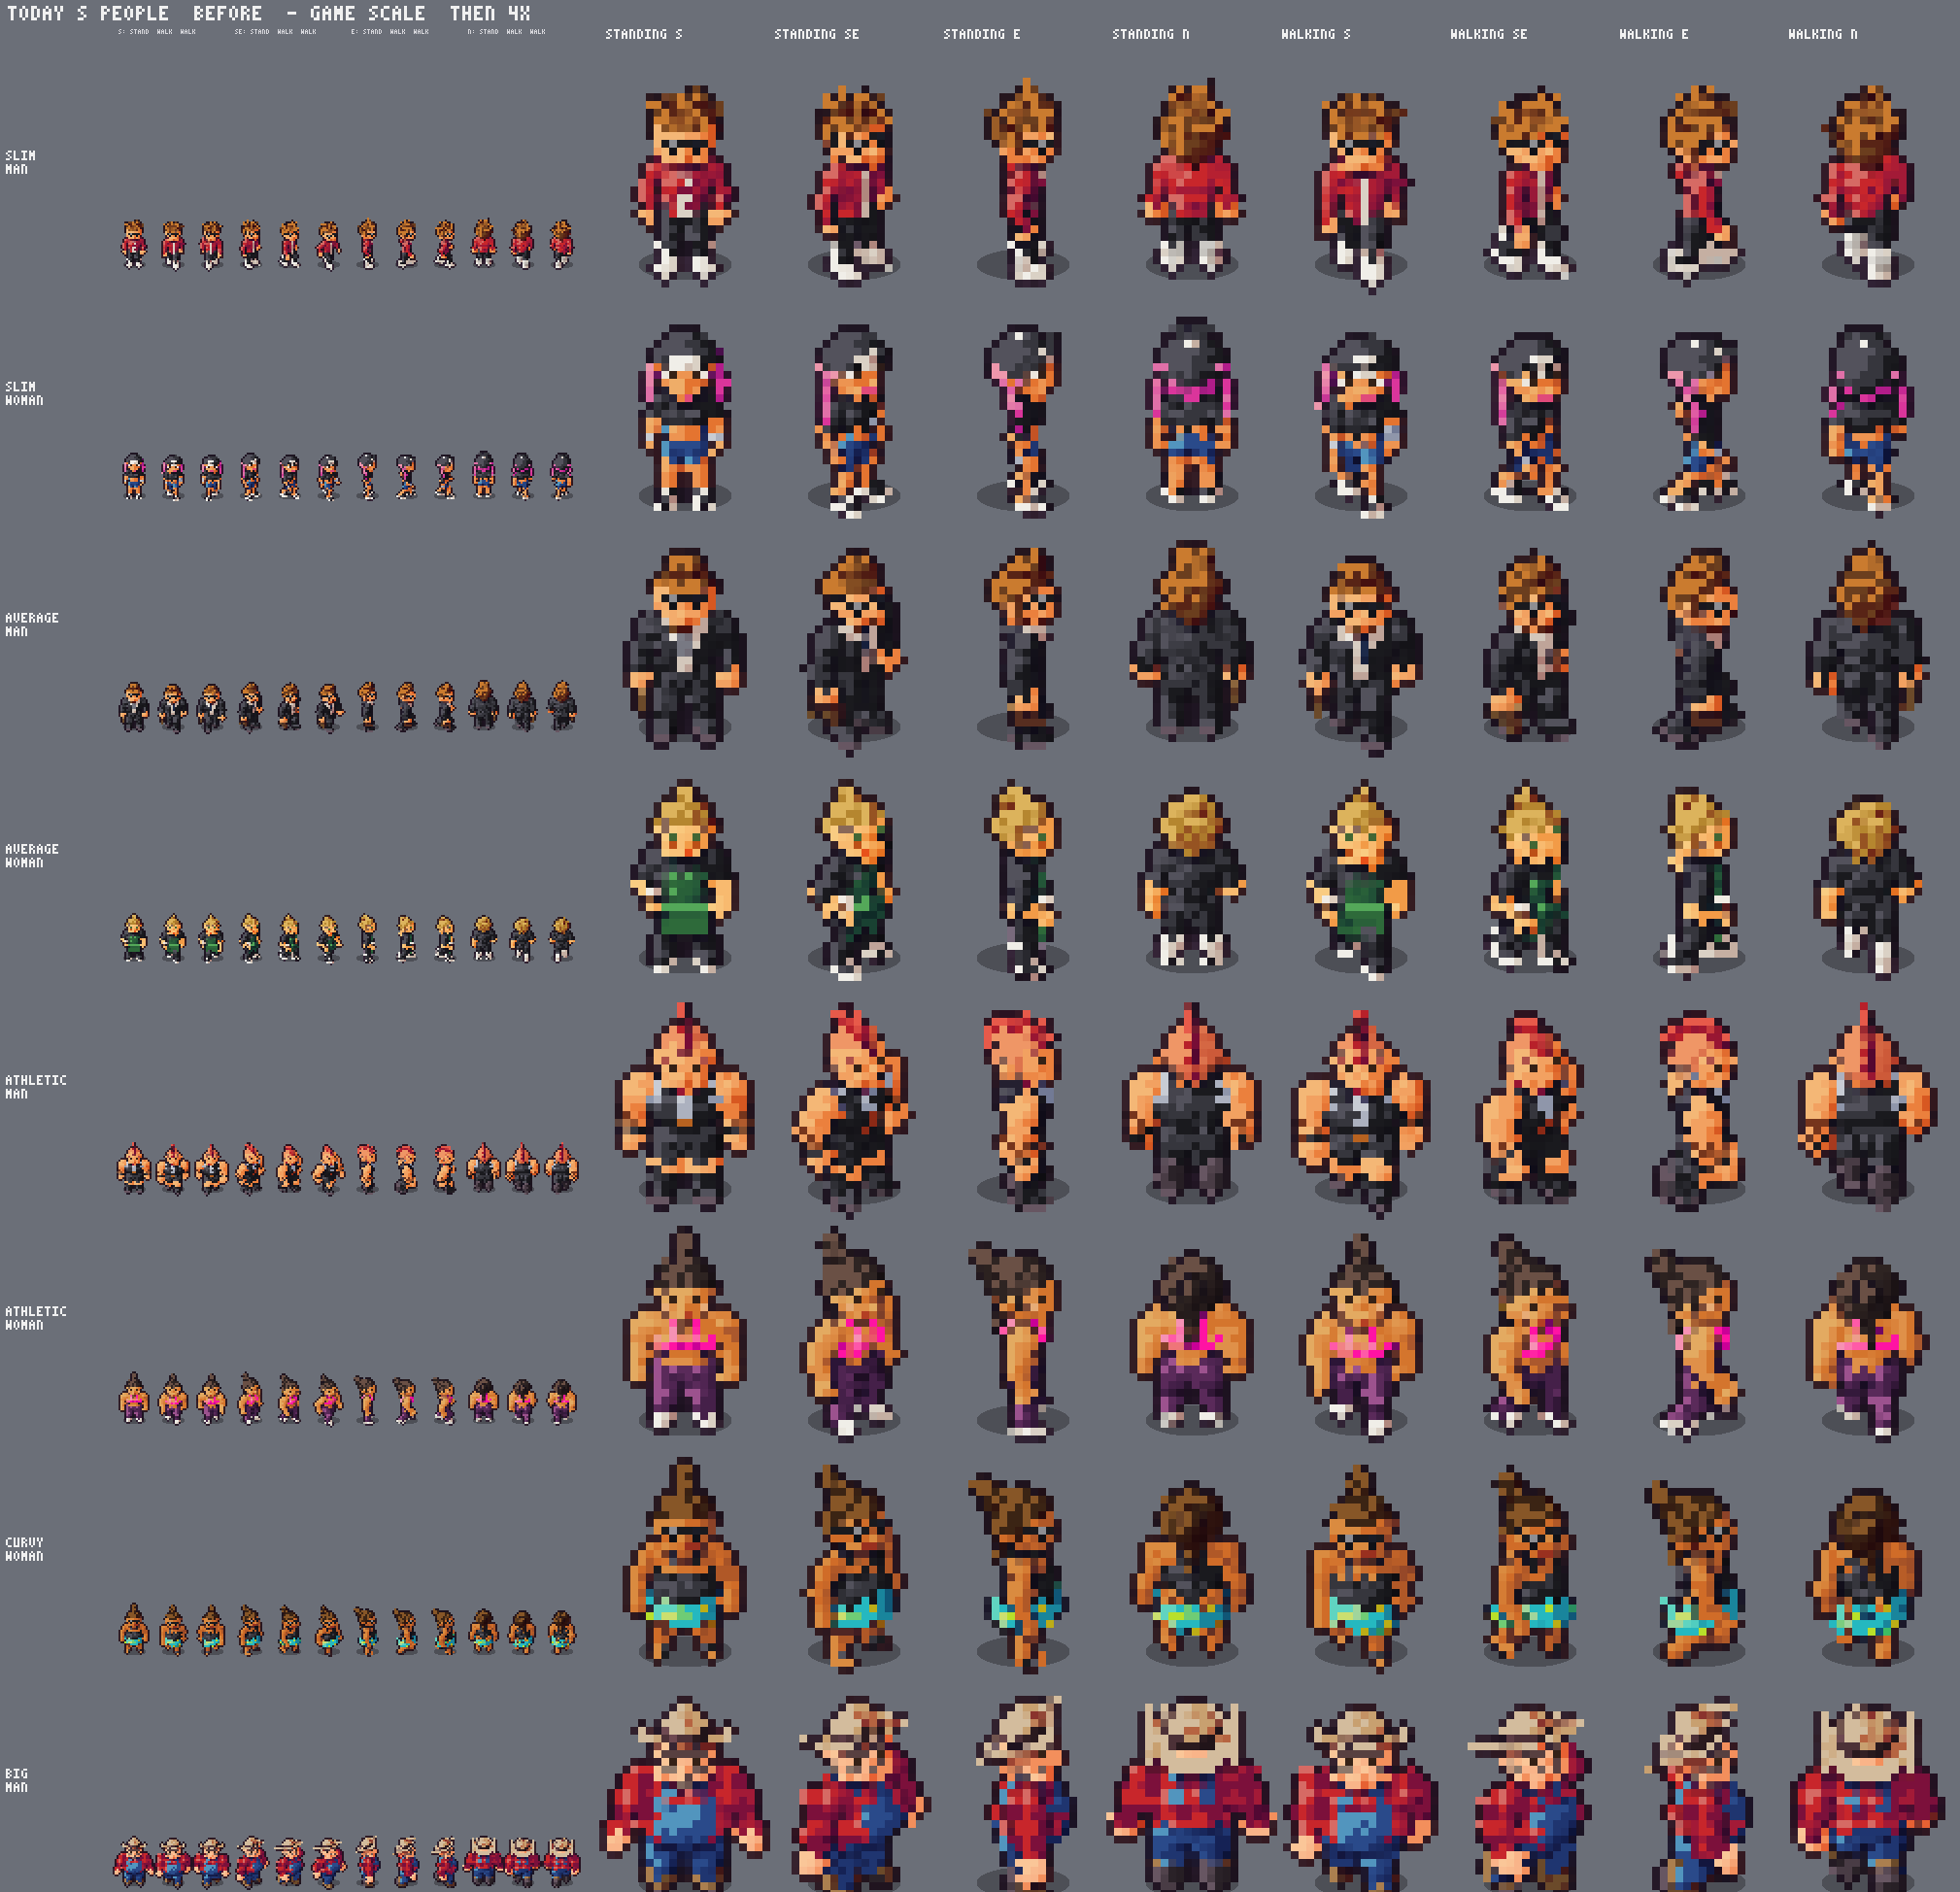 TODAY S PEOPLE BEFORE - GAME SCALE THEN 4X
S: STAND WALK WALK SE: STAND WALK WALK E: STAND WALK WALK N: STAND WALK WALK
STANDING S STANDING SE STANDING E STANDING N WALKING S WALKING SE WALKING E WALKING N
SLIM
MAN
SLIM
WOMAN
AVERAGE
MAN
AVERAGE
WOMAN
ATHLETIC
MAN
ATHLETIC
WOMAN
CURVY
WOMAN
BIG
MAN